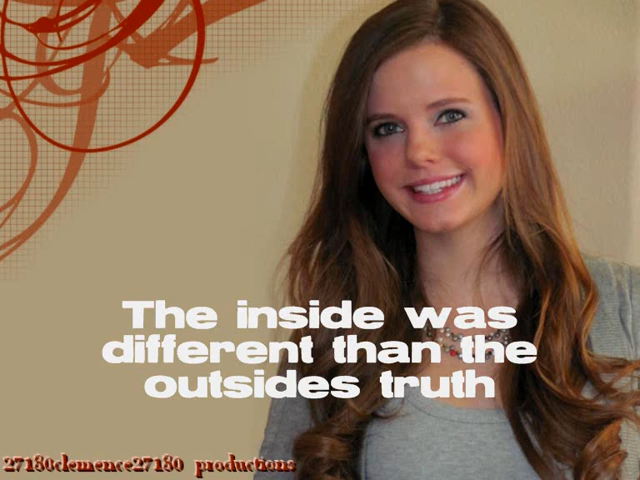 The inside was
different than the
outsides truth
27180clemence27180 productions